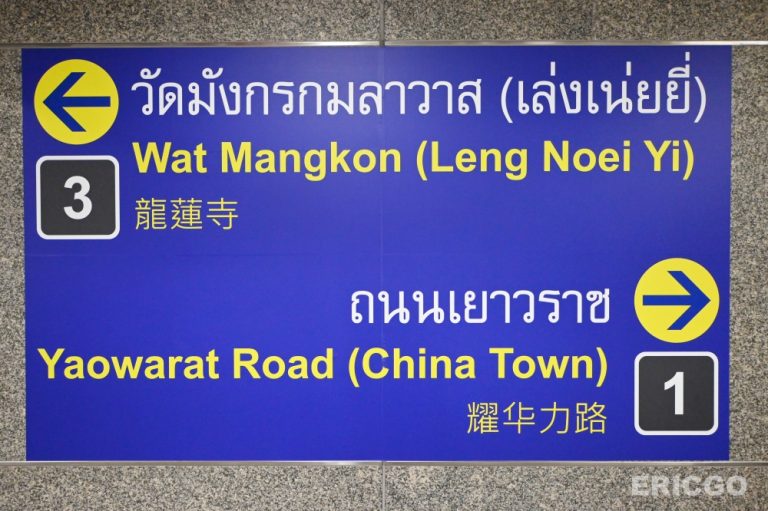 วัดมังกรกมลาวาส (เล่งเน่ยยี่)
Wat Mangkon (Leng Noei Yi)
3
龍蓮寺
ถนนเยาวราช
Yaowarat Road (China Town)
1
耀华力路
ERICGO